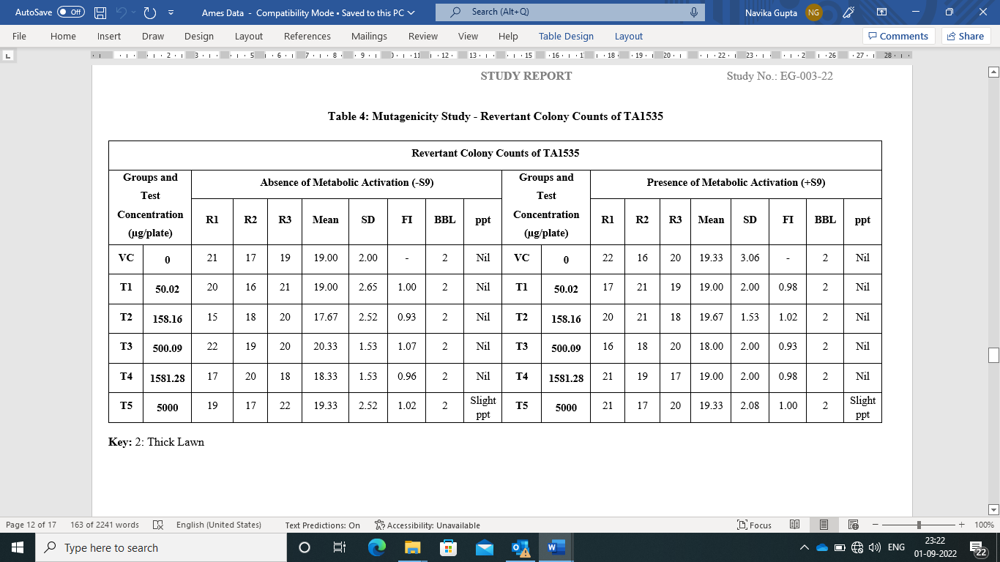 AutoSave Off
Ames Data - Compatibility Mode • Saved to this PC
Search (Alt+Q)
Navika Gupta NG
File Home Insert Draw Design Layout References Mailings Review View Help Table Design Layout Comments Share
STUDY REPORT Study No.: EG-003-22
Table 4: Mutagenicity Study - Revertant Colony Counts of TA1535
Revertant Colony Counts of TA1535
Groups and Test Concentration (µg/plate) Absence of Metabolic Activation (-S9) Groups and Test Concentration (µg/plate) Presence of Metabolic Activation (+S9)
R1 R2 R3 Mean SD FI BBL ppt R1 R2 R3 Mean SD FI BBL ppt
VC 0 21 17 19 19.00 2.00 - 2 Nil VC 0 22 16 20 19.33 3.06 - 2 Nil
T1 50.02 20 16 21 19.00 2.65 1.00 2 Nil T1 50.02 17 21 19 19.00 2.00 0.98 2 Nil
T2 158.16 15 18 20 17.67 2.52 0.93 2 Nil T2 158.16 20 21 18 19.67 1.53 1.02 2 Nil
T3 500.09 22 19 20 20.33 1.53 1.07 2 Nil T3 500.09 16 18 20 18.00 2.00 0.93 2 Nil
T4 1581.28 17 20 18 18.33 1.53 0.96 2 Nil T4 1581.28 21 19 17 19.00 2.00 0.98 2 Nil
T5 5000 19 17 22 19.33 2.52 1.02 2 Slight ppt T5 5000 21 17 20 19.33 2.08 1.00 2 Slight ppt
Key: 2: Thick Lawn
Page 12 of 17 163 of 2241 words English (United States) Text Predictions: On Accessibility: Unavailable Focus 100%
Type here to search
ENG
23:22
01-09-2022
22